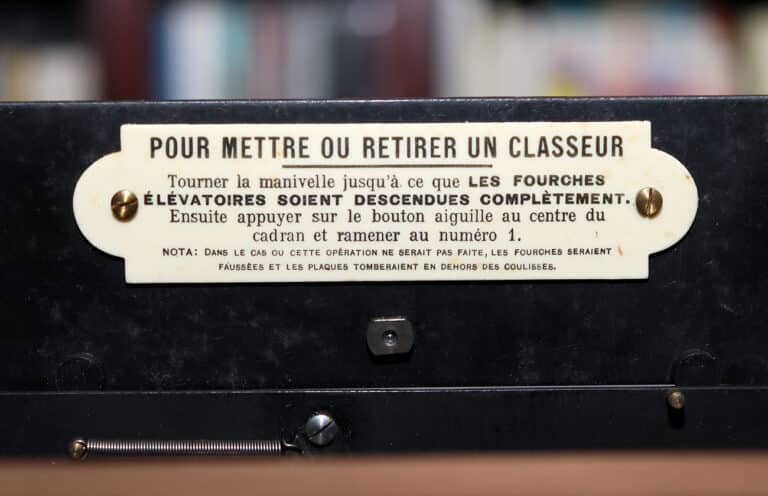 POUR METTRE OU RETIRER UN CLASSEUR
Tourner la manivelle jusqu'à ce que LES FOURCHES
ÉLÉVATOIRES SOIENT DESCENDUES COMPLÈTEMENT.
Ensuite appuyer sur le bouton aiguille au centre du
cadran et ramener au numéro 1.
NOTA: DANS LE CAS OU CETTE OPÉRATION NE SERAIT PAS FAITE, LES FOURCHES SERAIENT
FAUSSÉES ET LES PLAQUES TOMBERAIENT EN DEHORS DES COULISSES.